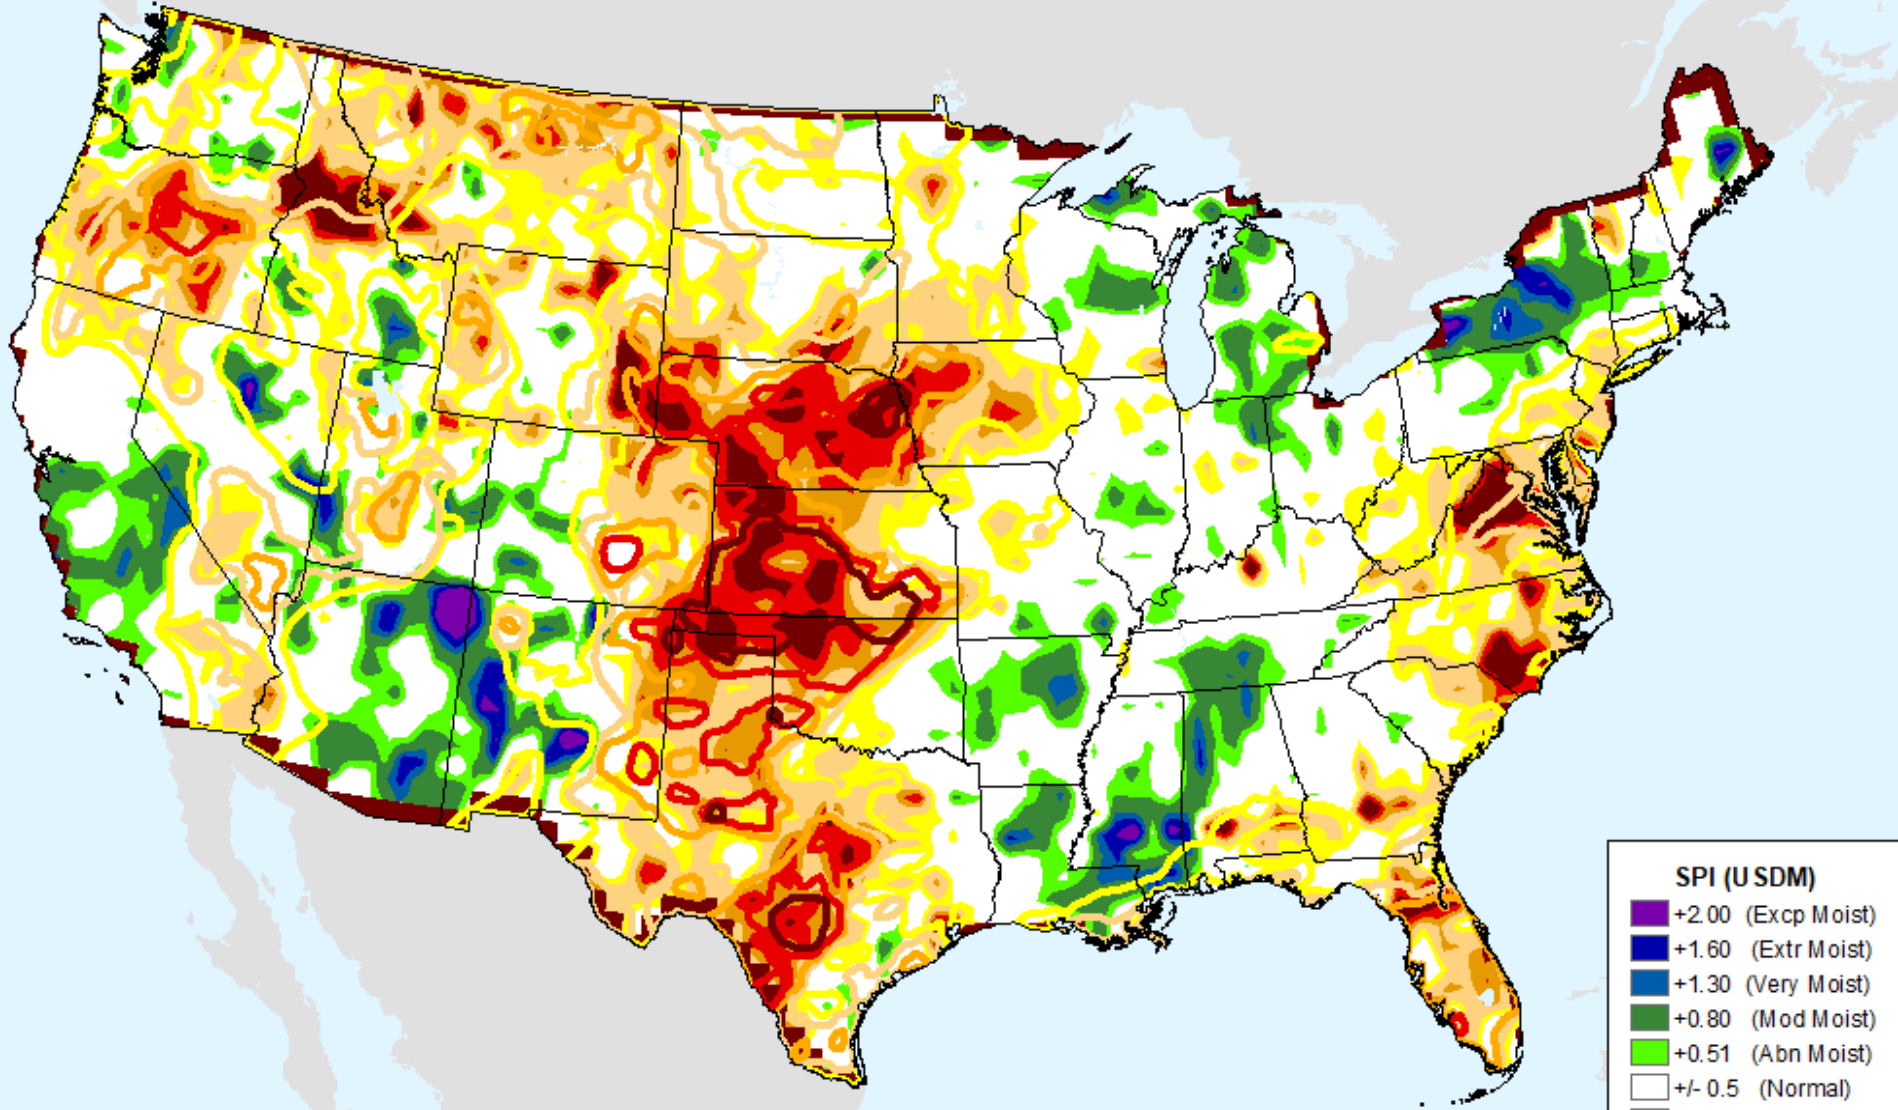 SPI (USDM)
+2.00 (Excp Moist)
+1.60 (Extr Moist)
+1.30 (Very Moist)
+0.80 (Mod Moist)
+0.51 (Abn Moist)
+/- 0.5 (Normal)